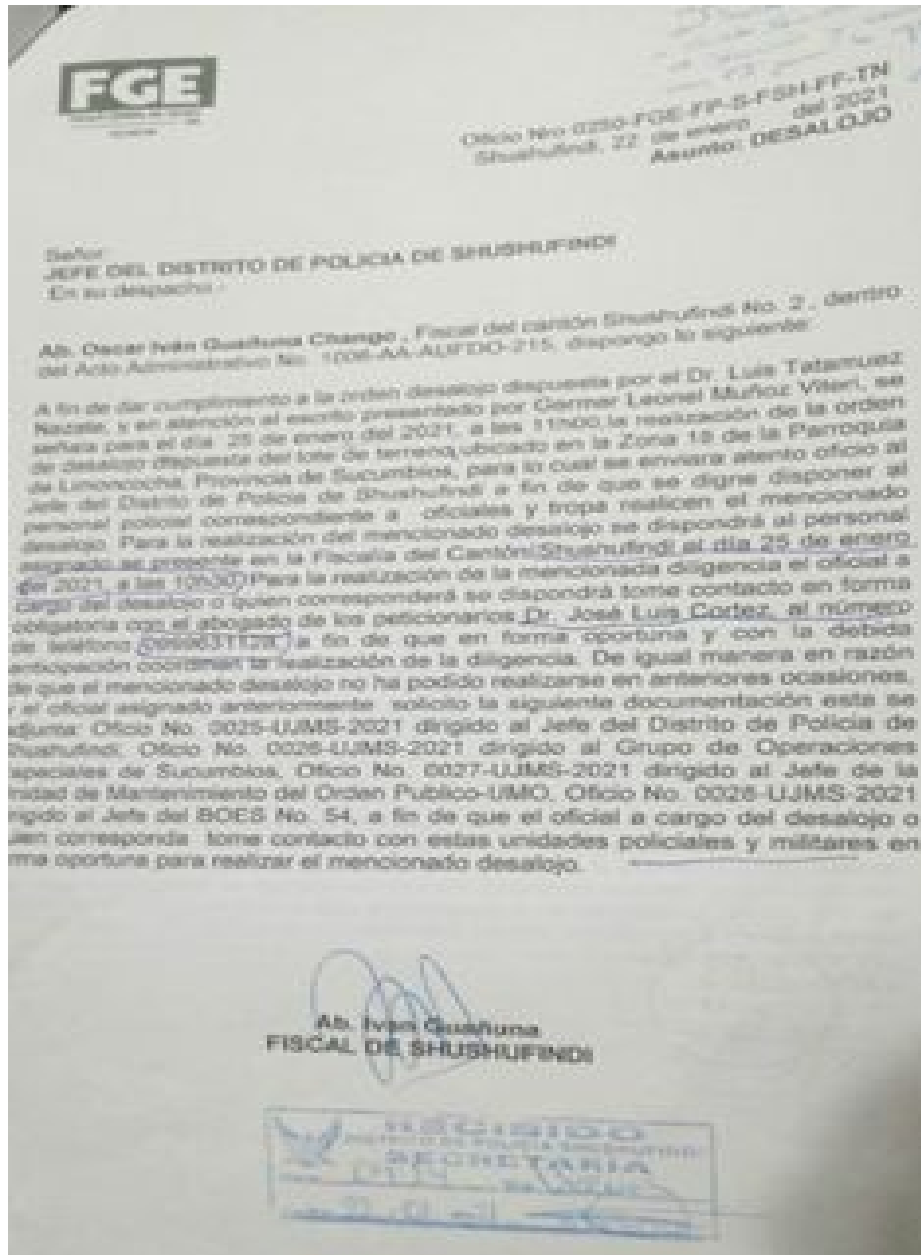 FGE
Oficio Nro-0250-FGE-FP-S-FSH-FF-TN
Shushufindi, 22 de enero del 2021
Asunto: DESALOJO
Señor:
JEFE DEL DISTRITO DE POLICIA DE SHUSHUFINDI
En su despacho.-
Ab. Oscar Iván Guañuna Chango, Fiscal del cantón Shushufindi No. 2, dentro
del Acto Administrativo No. dispongo lo siguiente:
A fin de dar cumplimiento a la orden desalojo dispuesta por el Dr. Luis Tatamuez
y en atención al escrito presentado por German Leonel Muñoz se
señala para el día 25 de enero del 2021, a las 11h00,la realización de la orden
de desalojo dispuesta del lote de terreno,ubicado en la Zona 18 de la Parroquia
de Limoncocha, Provincia de Sucumbíos, para lo cual se enviara atento oficio al
Jefe del Distrito de Policía de Shushufindi a fin de que se digne disponer al
personal policial correspondiente a oficiales y tropa realicen el mencionado
desalojo. Para la realización del mencionado desalojo se dispondrá al personal
asignado se presente en la Fiscalía del Cantón Shushufindi el día 25 de enero
del 2021, a las 10h30. Para la realización de la mencionada diligencia el oficial a
cargo del desalojo o quien corresponderá se dispondrá tome contacto en forma
obligatoria con el abogado de los peticionarios Dr. José Luis Cortez, al número
de teléfono a fin de que en forma oportuna y con la debida
anticipación coordinen la realización de la diligencia. De igual manera en razón
de que el mencionado desalojo no ha podido realizarse en anteriores ocasiones,
y el oficial asignado anteriormente solicito la siguiente documentación esta se
adjunta: Oficio No. 0025-UJMS-2021 dirigido al Jefe del Distrito de Policía de
Shushufindi, Oficio No. 0026-UJMS-2021 dirigido al Grupo de Operaciones
especiales de Sucumbíos, Oficio No. 0027-UJMS-2021 dirigido al Jefe de la
nidad de Mantenimiento del Orden Publico-UMO, Oficio No. 0028-UJMS-2021
rigido al Jefe del BOES No. 54, a fin de que el oficial a cargo del desalojo o
uien corresponda tome contacto con estas unidades policiales y militares en
rma oportuna para realizar el mencionado desalojo.
Ab. Iván Guañuna
FISCAL DE SHUSHUFINDI
RECIBIDO
DISTRITO DE POLICIA SHUSHUFINDI
SECRETARIA